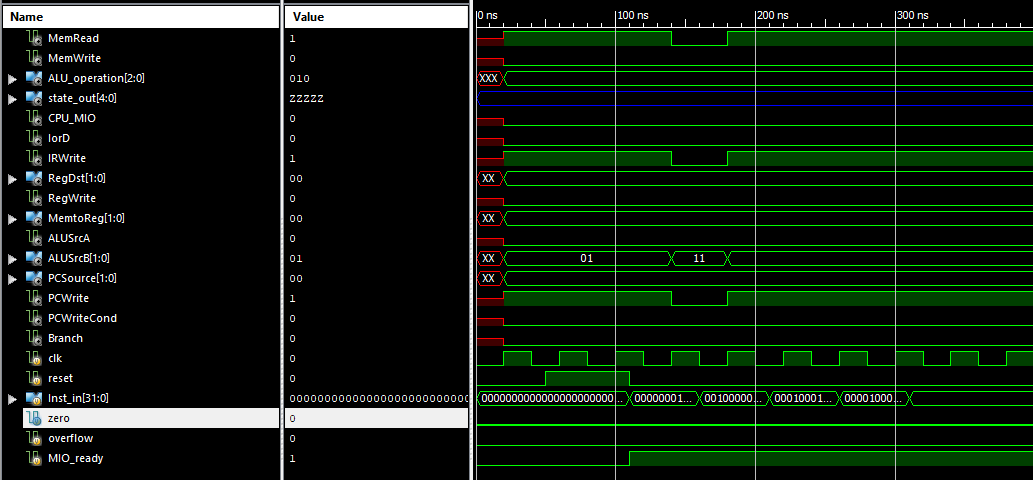 Name Value 0 ns 100 ns 200 ns 300 ns
MemRead 1
MemWrite 0
ALU_operation[2:0] 010 XXX
state_out[4:0] ZZZZZ
CPU_MIO 0
IorD 0
IRWrite 1
RegDst[1:0] 00 XX
RegWrite 0
MemtoReg[1:0] 00 XX
ALUSrcA 0
ALUSrcB[1:0] 01 XX 01 11
PCSource[1:0] 00 XX
PCWrite 1
PCWriteCond 0
Branch 0
clk 0
reset 0
Inst_in[31:0] 00000000000000000000000000 0000000000000000000000... 00000001... 00100000... 00010001... 00001000...
zero 0
overflow 0
MIO_ready 1